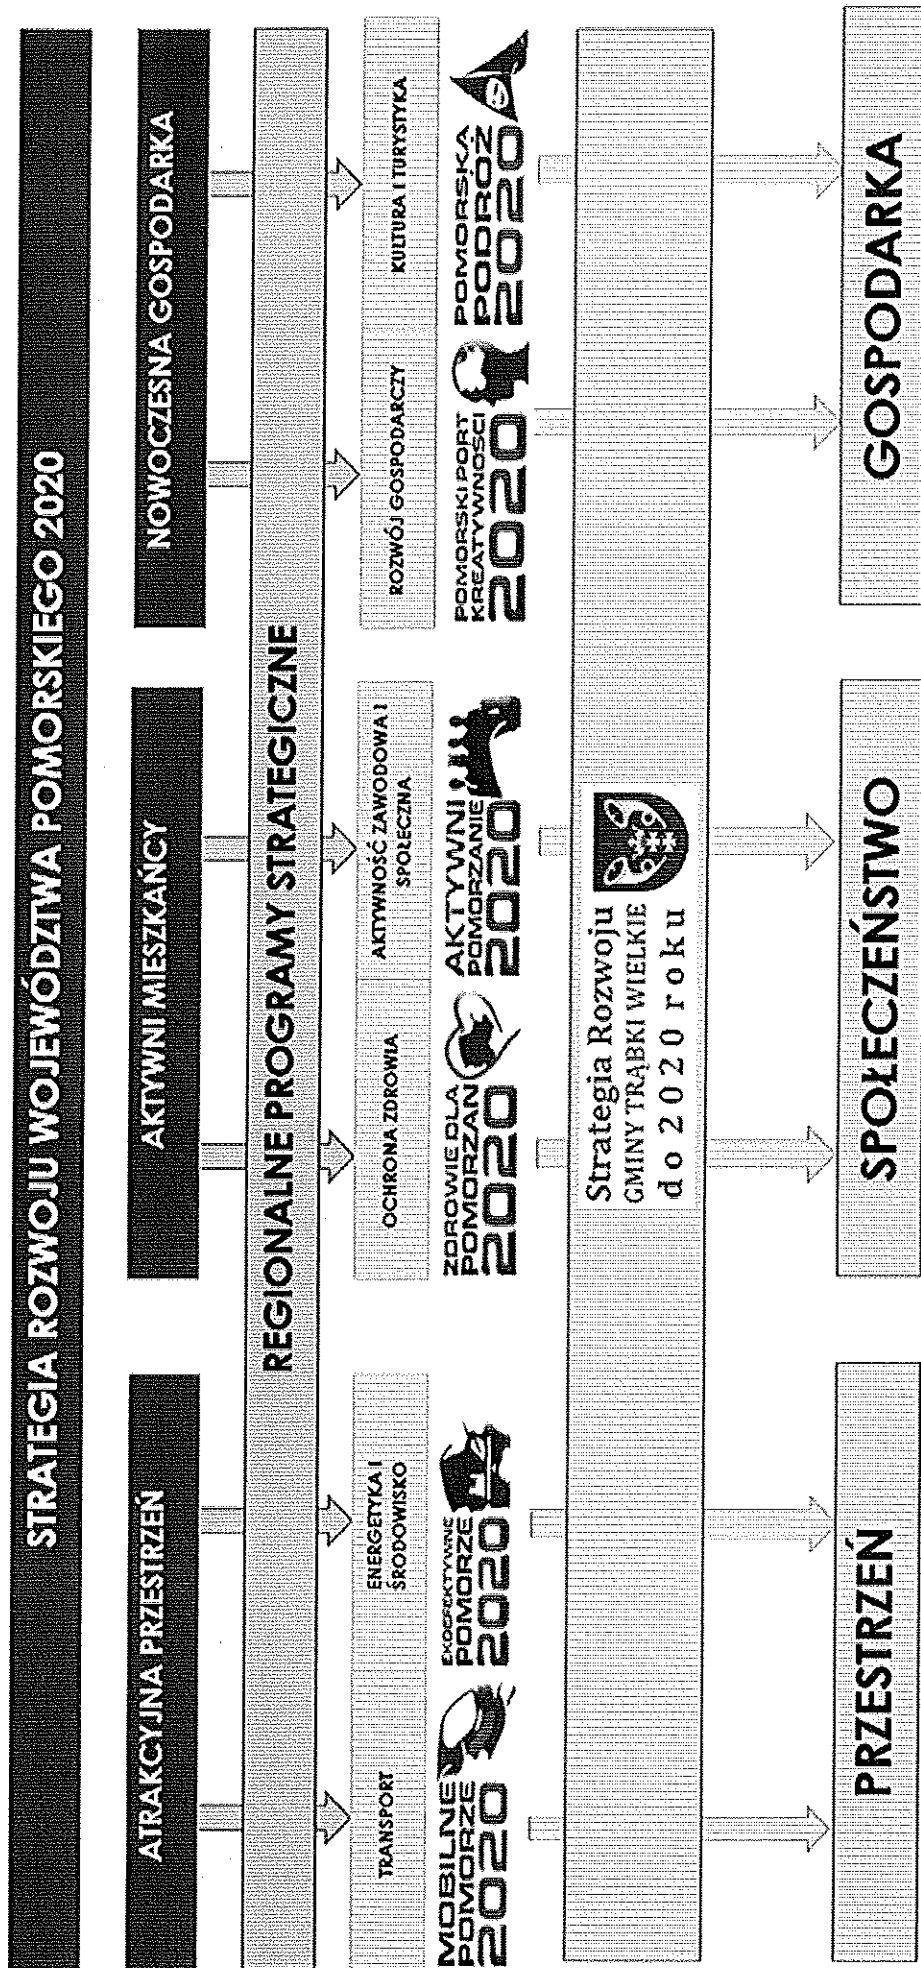 STRATEGIA ROZWOJU WOJEWÓDZTWA POMORSKIEGO 2020
ATRAKCYJNA PRZESTRZEŃ
AKTYWNI MIESZKAŃCY
NOWOCZESNA GOSPODARKA
REGIONALNE PROGRAMY STRATEGICZNE
TRANSPORT
ENERGETYKA I
ŚRODOWISKO
OCHRONA ZDROWIA
AKTYWNOŚĆ ZAWODOWA I
SPOŁECZNA
ROZWÓJ GOSPODARCZY
KULTURA I TURYSTYKA
MOBILNE
POMORZE
2020
EKOEFEKTYWNE
POMORZE
2020
ZDROWIE DLA
POMORZAN
2020
AKTYWNI
POMORZANIE
2020
POMORSKI PORT
KREATYWNOŚCI
2020
POMORSKA
PODRÓŻ
2020
Strategia Rozwoju
GMINY TRĄBKI WIELKIE
do 2020 roku
PRZESTRZEŃ
SPOŁECZEŃSTWO
GOSPODARKA